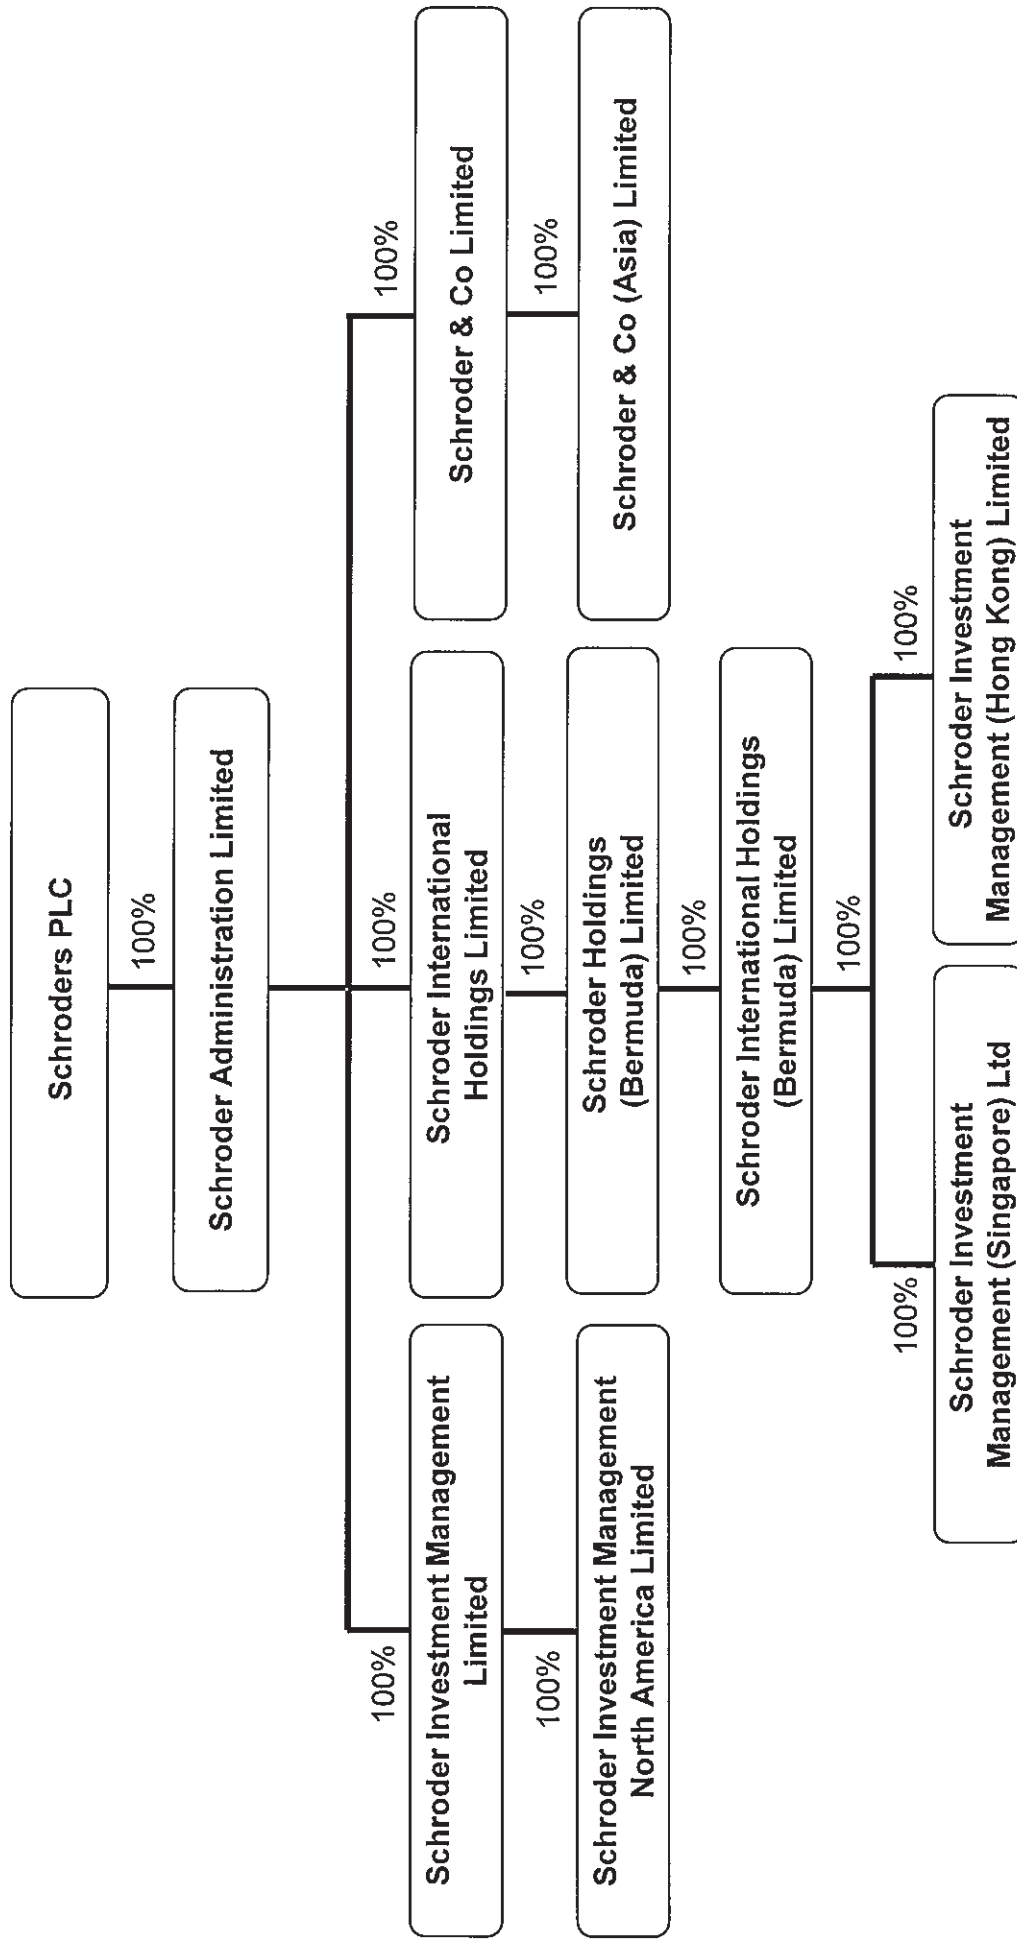 Schroders PLC
100%
Schroder Administration Limited
100%
100%
100%
Schroder Investment Management
Limited
Schroder International
Holdings Limited
Schroder & Co Limited
100%
100%
100%
Schroder Investment Management
North America Limited
Schroder Holdings
(Bermuda) Limited
Schroder & Co (Asia) Limited
100%
Schroder International Holdings
(Bermuda) Limited
100%
100%
100%
Schroder Investment
Management (Singapore) Ltd
Schroder Investment
Management (Hong Kong) Limited